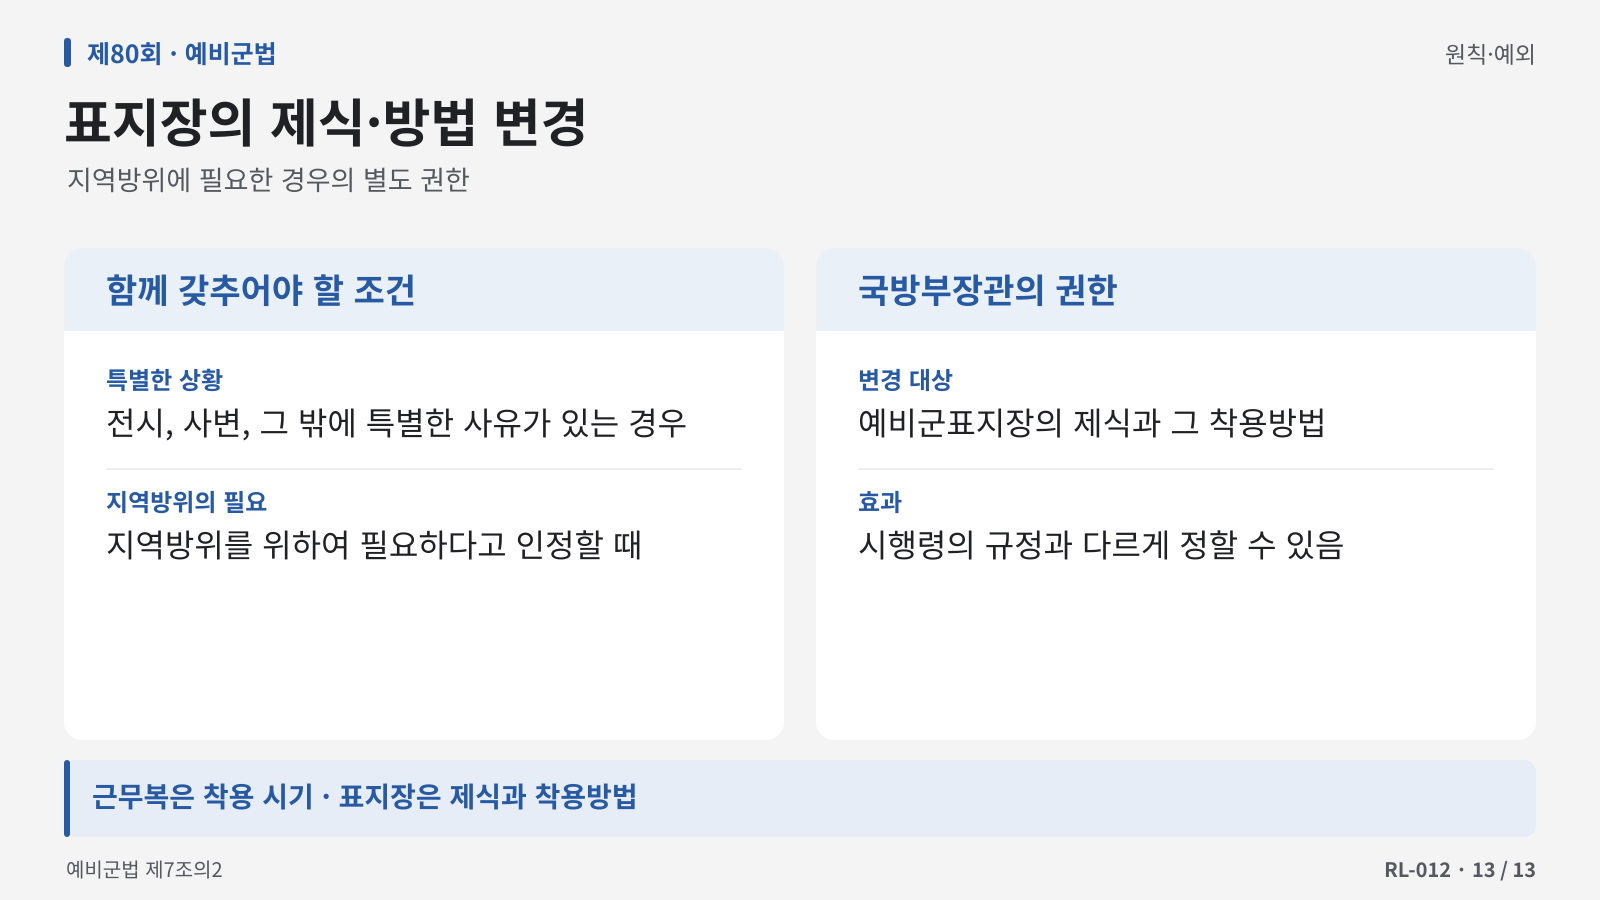 제80회 · 예비군법
원칙·예외
표지장의 제식·방법 변경
지역방위에 필요한 경우의 별도 권한
함께 갖추어야 할 조건
특별한 상황
전시, 사변, 그 밖에 특별한 사유가 있는 경우
지역방위의 필요
지역방위를 위하여 필요하다고 인정할 때
국방부장관의 권한
변경 대상
예비군표지장의 제식과 그 착용방법
효과
시행령의 규정과 다르게 정할 수 있음
근무복은 착용 시기 · 표지장은 제식과 착용방법
예비군법 제7조의2
RL-012 · 13 / 13